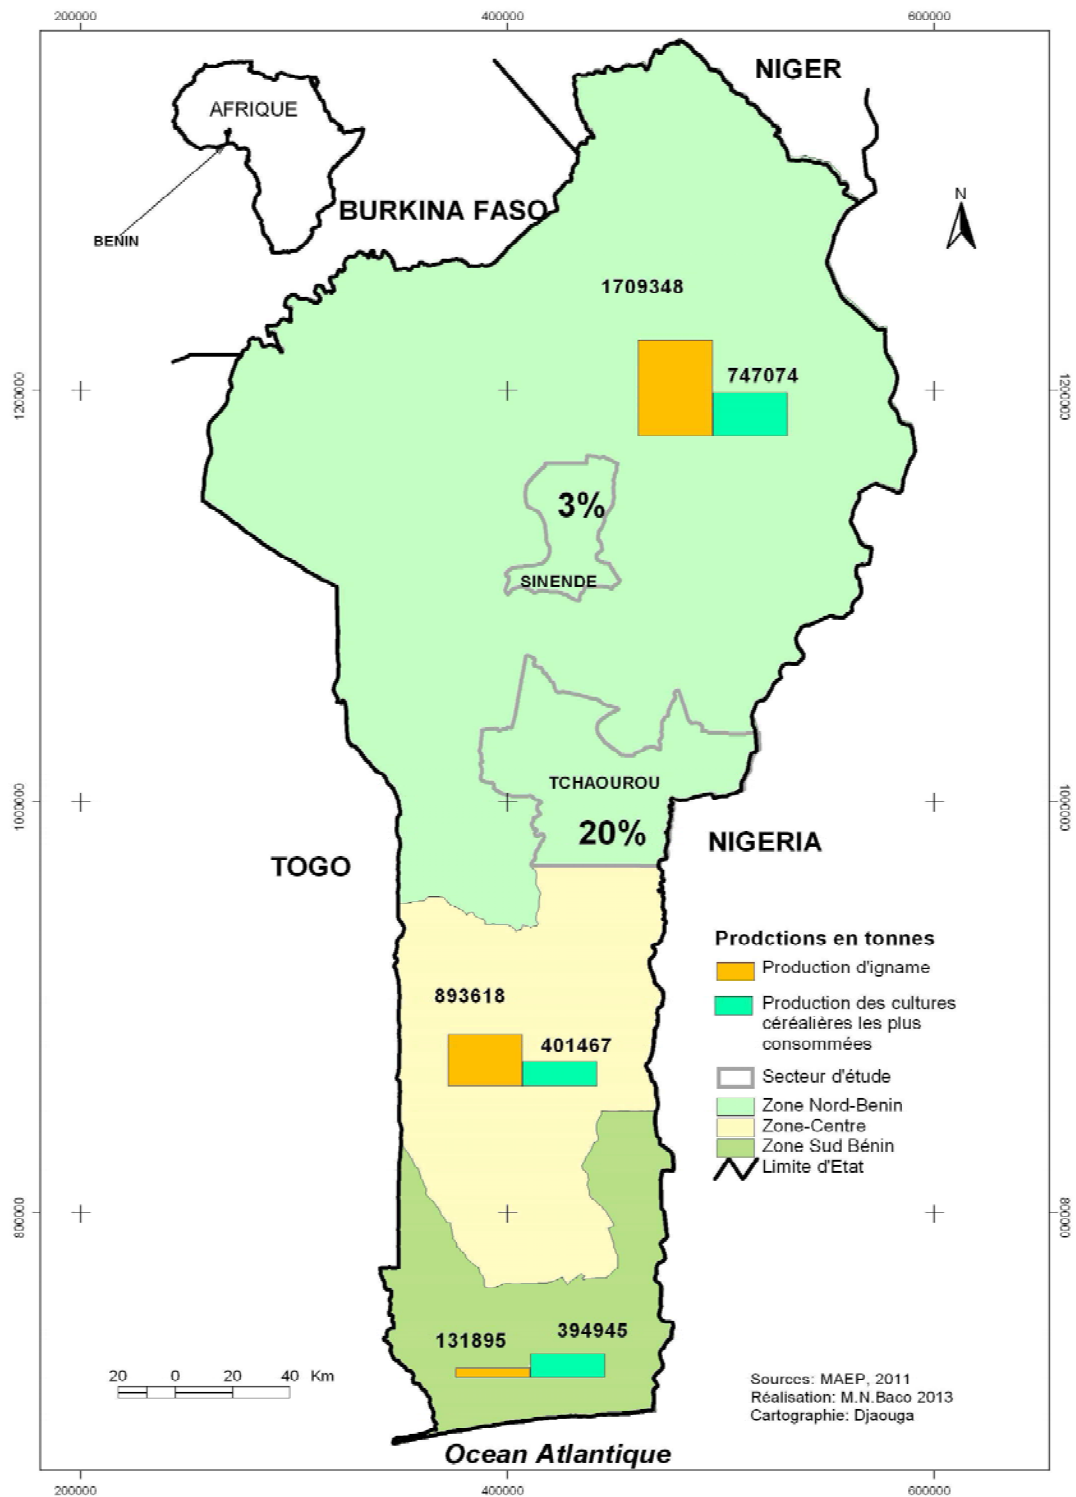 200000
400000
600000
NIGER
AFRIQUE
BURKINA FASO
BENIN
N
1709348
747074
1200000
1200000
3%
SINENDE
TCHAOUROU
20%
1000000
1000000
TOGO
NIGERIA
Prodctions en tonnes
Production d'igname
Production des cultures
céréalières les plus
consommées
Secteur d'étude
Zone Nord-Benin
Zone-Centre
Zone Sud Bénin
Limite d'Etat
893618
401467
800000
800000
131895
394945
20 0 20 40 Km
Sources: MAEP, 2011
Réalisation: M.N.Baco 2013
Cartographie: Djaouga
Ocean Atlantique
200000
400000
600000